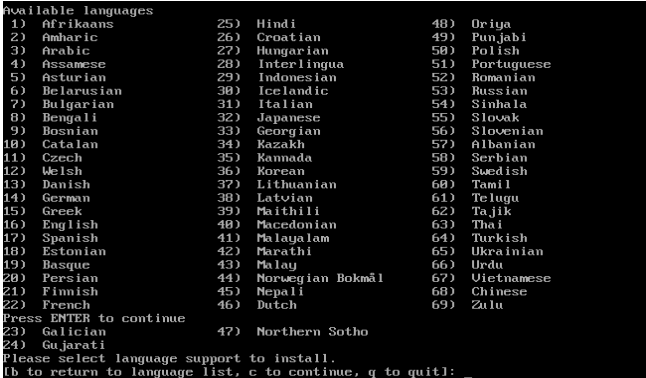 Available languages
 1)  Afrikaans            25)  Hindi                48)  Oriya
 2)  Amharic              26)  Croatian             49)  Punjabi
 3)  Arabic               27)  Hungarian            50)  Polish
 4)  Assamese             28)  Interlingua          51)  Portuguese
 5)  Asturian             29)  Indonesian           52)  Romanian
 6)  Belarusian           30)  Icelandic            53)  Russian
 7)  Bulgarian            31)  Italian              54)  Sinhala
 8)  Bengali              32)  Japanese             55)  Slovak
 9)  Bosnian              33)  Georgian             56)  Slovenian
10)  Catalan              34)  Kazakh               57)  Albanian
11)  Czech                35)  Kannada              58)  Serbian
12)  Welsh                36)  Korean               59)  Swedish
13)  Danish               37)  Lithuanian           60)  Tamil
14)  German               38)  Latvian              61)  Telugu
15)  Greek                39)  Maithili             62)  Tajik
16)  English              40)  Macedonian           63)  Thai
17)  Spanish              41)  Malayalam            64)  Turkish
18)  Estonian             42)  Marathi              65)  Ukrainian
19)  Basque               43)  Malay                66)  Urdu
20)  Persian              44)  Norwegian Bokmål     67)  Vietnamese
21)  Finnish              45)  Nepali               68)  Chinese
22)  French               46)  Dutch                69)  Zulu
Press ENTER to continue
23)  Galician             47)  Northern Sotho
24)  Gujarati
Please select language support to install.
[b to return to language list, c to continue, q to quit]: _